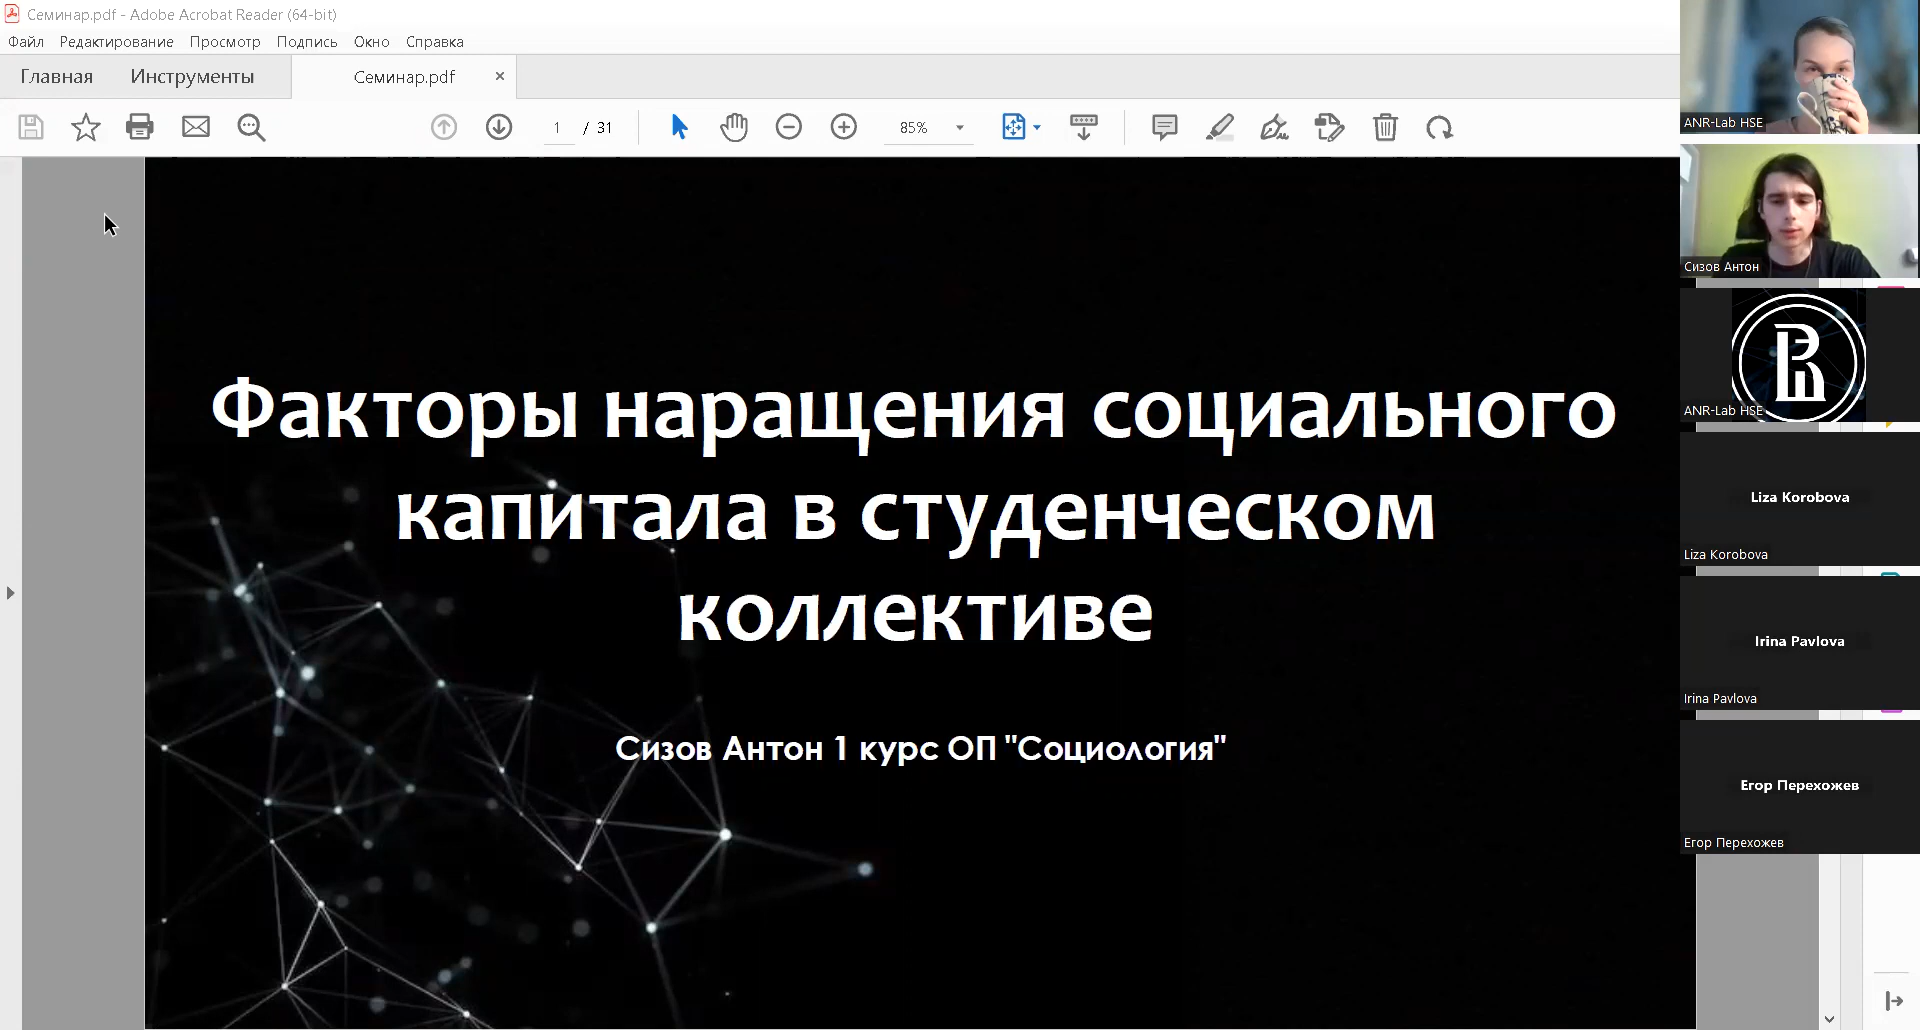 Семинар.pdf - Adobe Acrobat Reader (64-bit)
Файл Редактирование Просмотр Подпись Окно Справка
Главная Инструменты Семинар.pdf
1 / 31 85%
Факторы наращения социального
капитала в студенческом
коллективе
Сизов Антон 1 курс ОП "Социология"
ANR-Lab HSE
Сизов Антон
ANR-Lab HSE
Liza Korobova
Liza Korobova
Irina Pavlova
Irina Pavlova
Егор Перехожев
Егор Перехожев